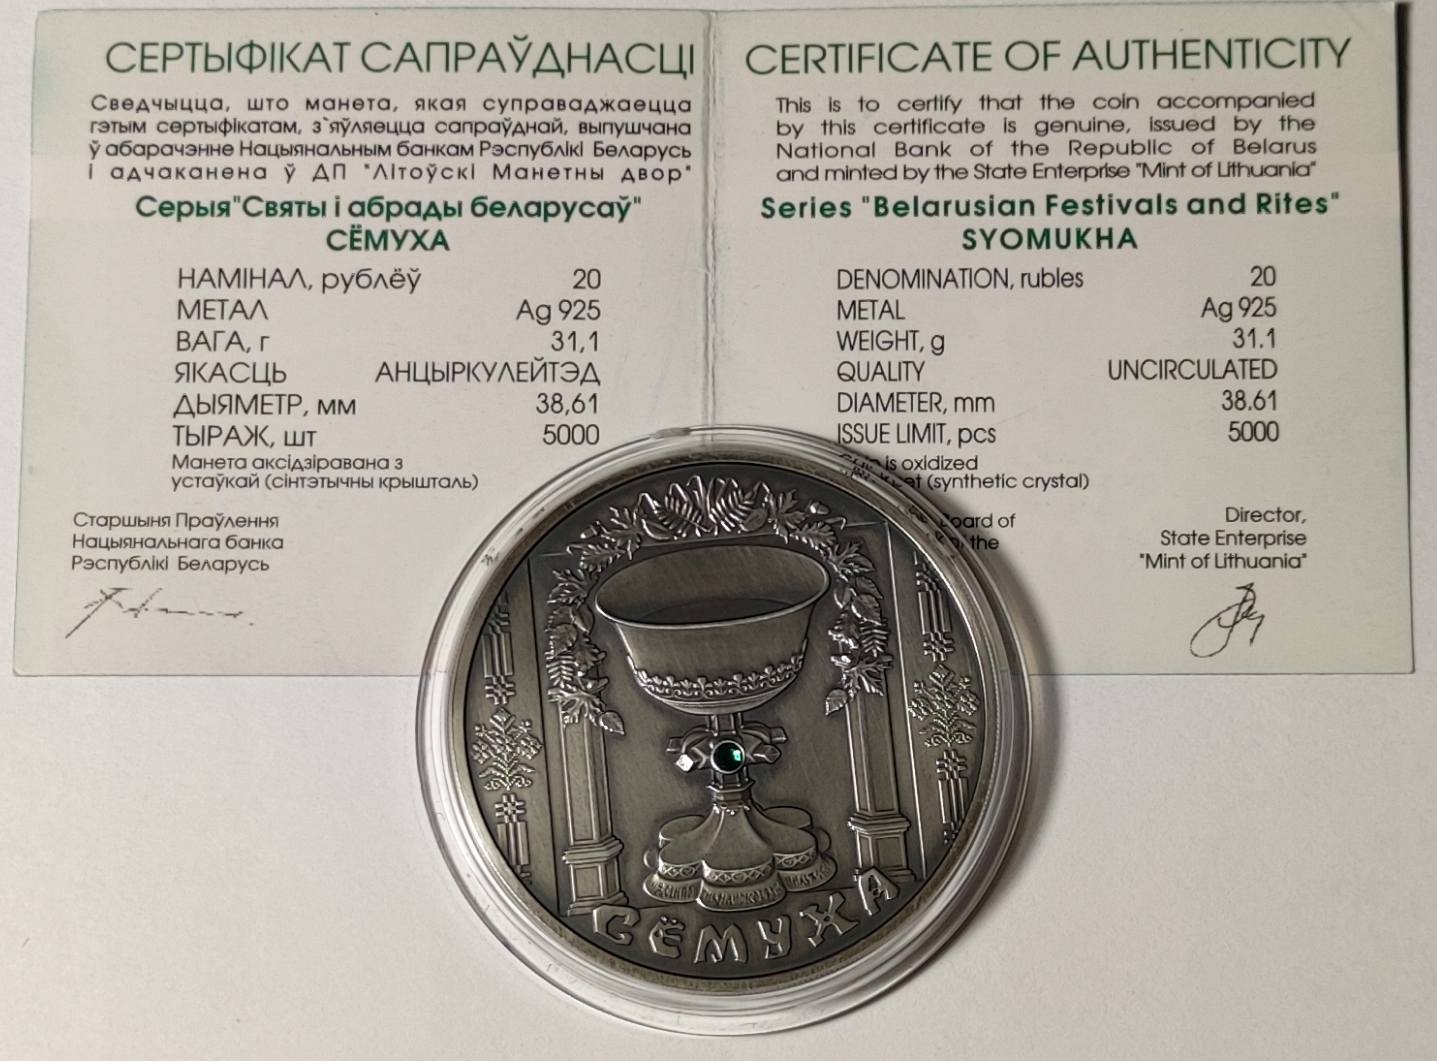 СЕРТЫФІКАТ САПРАЎДНАСЦІ
Сведчыцца, што манета, якая суправаджаецца
гэтым сертыфікатам, з`яўляецца сапраўднай, выпушчана
ў абарачэнне Нацыянальным банкам Рэспублікі Беларусь
і адчаканена ў ДП "Літоўскі Манетны двор"
Серыя"Святы і абрады беларусаў"
СЁМУХА
НАМІНАЛ, рублёў 20
МЕТАЛ Ag 925
ВАГА, г 31,1
ЯКАСЦЬ АНЦЫРКУЛЕЙТЭД
ДЫЯМЕТР, мм 38,61
ТЫРАЖ, шт 5000
Манета аксідзіравана з
устаўкай (сінтэтычны крышталь)
Старшыня Праўлення
Нацыянальнага банка
Рэспублікі Беларусь
CERTIFICATE OF AUTHENTICITY
This is to certify that the coin accompanied
by this certificate is genuine, issued by the
National Bank of the Republic of Belarus
and minted by the State Enterprise "Mint of Lithuania"
Series "Belarusian Festivals and Rites"
SYOMUKHA
DENOMINATION, rubles 20
METAL Ag 925
WEIGHT, g 31.1
QUALITY UNCIRCULATED
DIAMETER, mm 38.61
ISSUE LIMIT, pcs 5000
is oxidized
(synthetic crystal)
of
the
Director,
State Enterprise
"Mint of Lithuania"
СЁМУХА